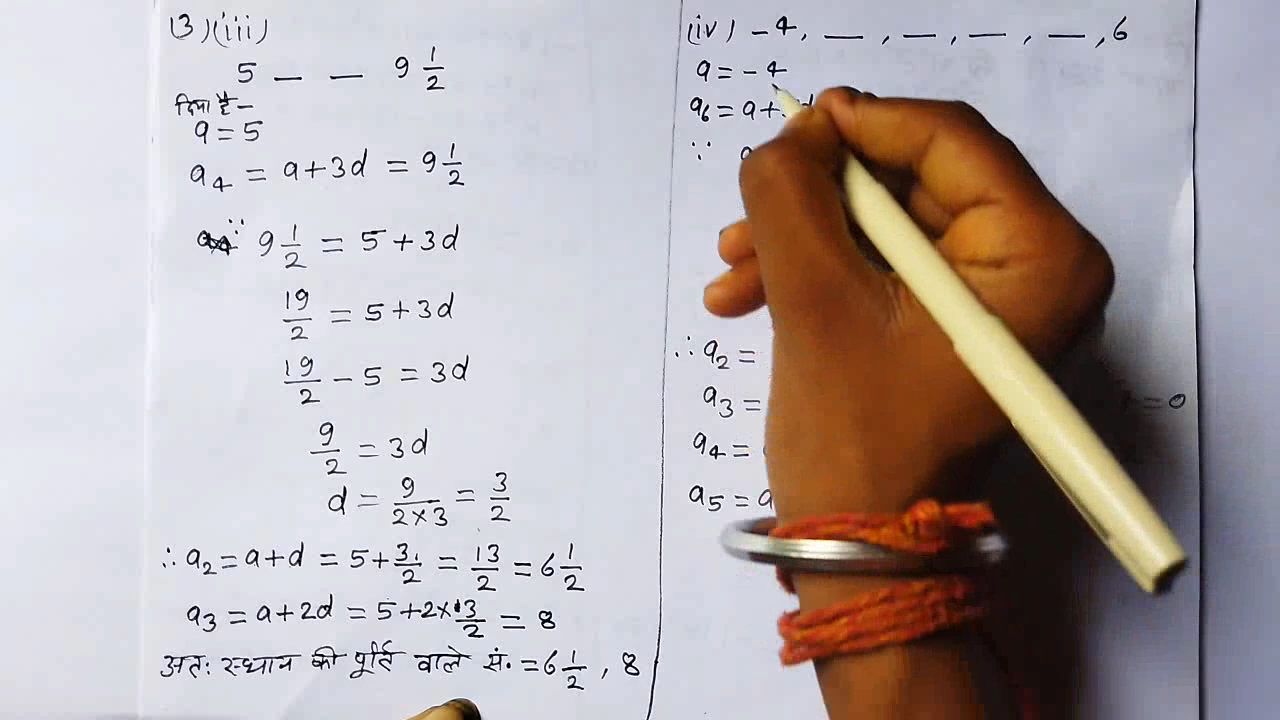 (3)(iii)
5 _ _ 9 1/2
दिया है-
a = 5
a4 = a+3d = 9 1/2
∵ 9 1/2 = 5 + 3d
19/2 = 5 + 3d
19/2 - 5 = 3d
9/2 = 3d
d = 9/(2×3) = 3/2
∴ a2 = a+d = 5+3/2 = 13/2 = 6 1/2
a3 = a+2d = 5+2×3/2 = 8
अतः स्थान की पूर्ति वाले सं. = 6 1/2 , 8
(iv) -4, _ , _ , _ , _ , 6
a = -4
a6 = a+
∵
∴ a2 =
a3 = = 0
a4 =
a5 = a